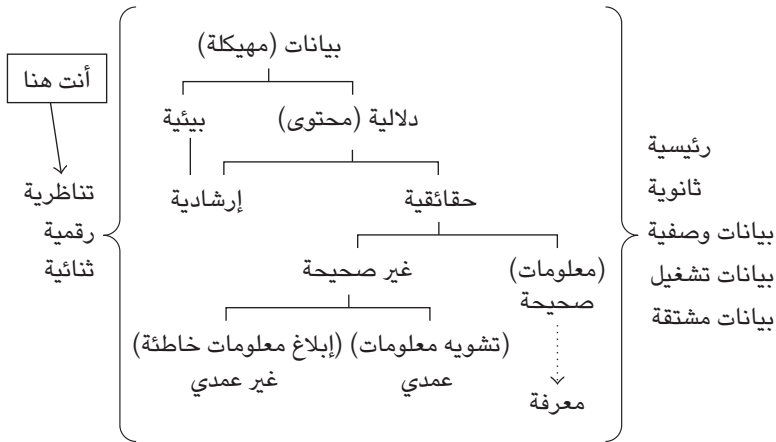 بيانات (مهيكلة)
أنت هنا
دلالية (محتوى)
بيئية
رئيسية
ثانوية
بيانات وصفية
بيانات تشغيل
بيانات مشتقة
حقائقية
إرشادية
تناظرية
رقمية
ثنائية
(معلومات)
صحيحة
غير صحيحة
(تشويه معلومات)
عمدي
(إبلاغ معلومات خاطئة)
غير عمدي
معرفة